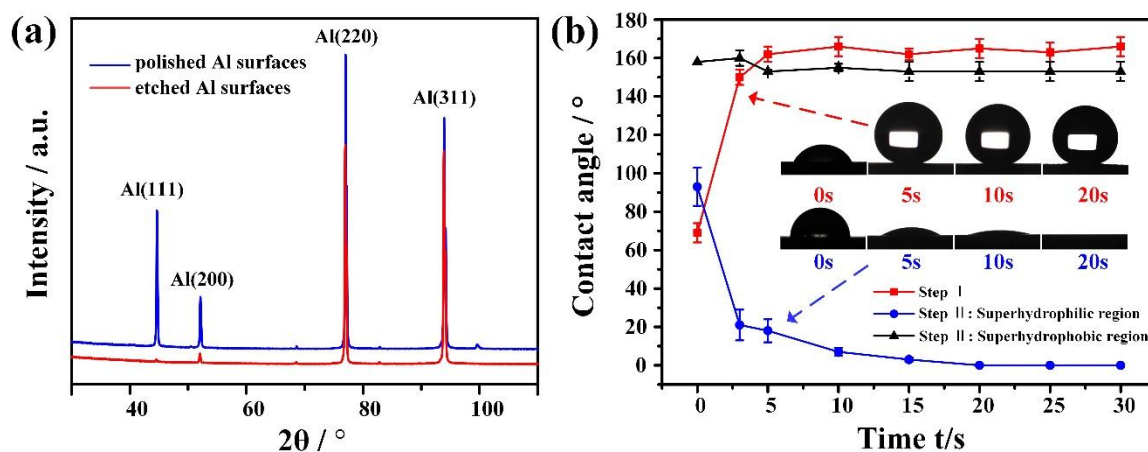 (a)
polished Al surfaces
etched Al surfaces
Al(111)
Al(200)
Al(220)
Al(311)
Intensity / a.u.
40
60
80
100
2θ / °
(b)
Contact angle / °
180
160
140
120
100
80
60
40
20
0
0s
5s
10s
20s
0s
5s
10s
20s
Step Ⅰ
Step Ⅱ: Superhydrophilic region
Step Ⅱ: Superhydrophobic region
0
5
10
15
20
25
30
Time t/s